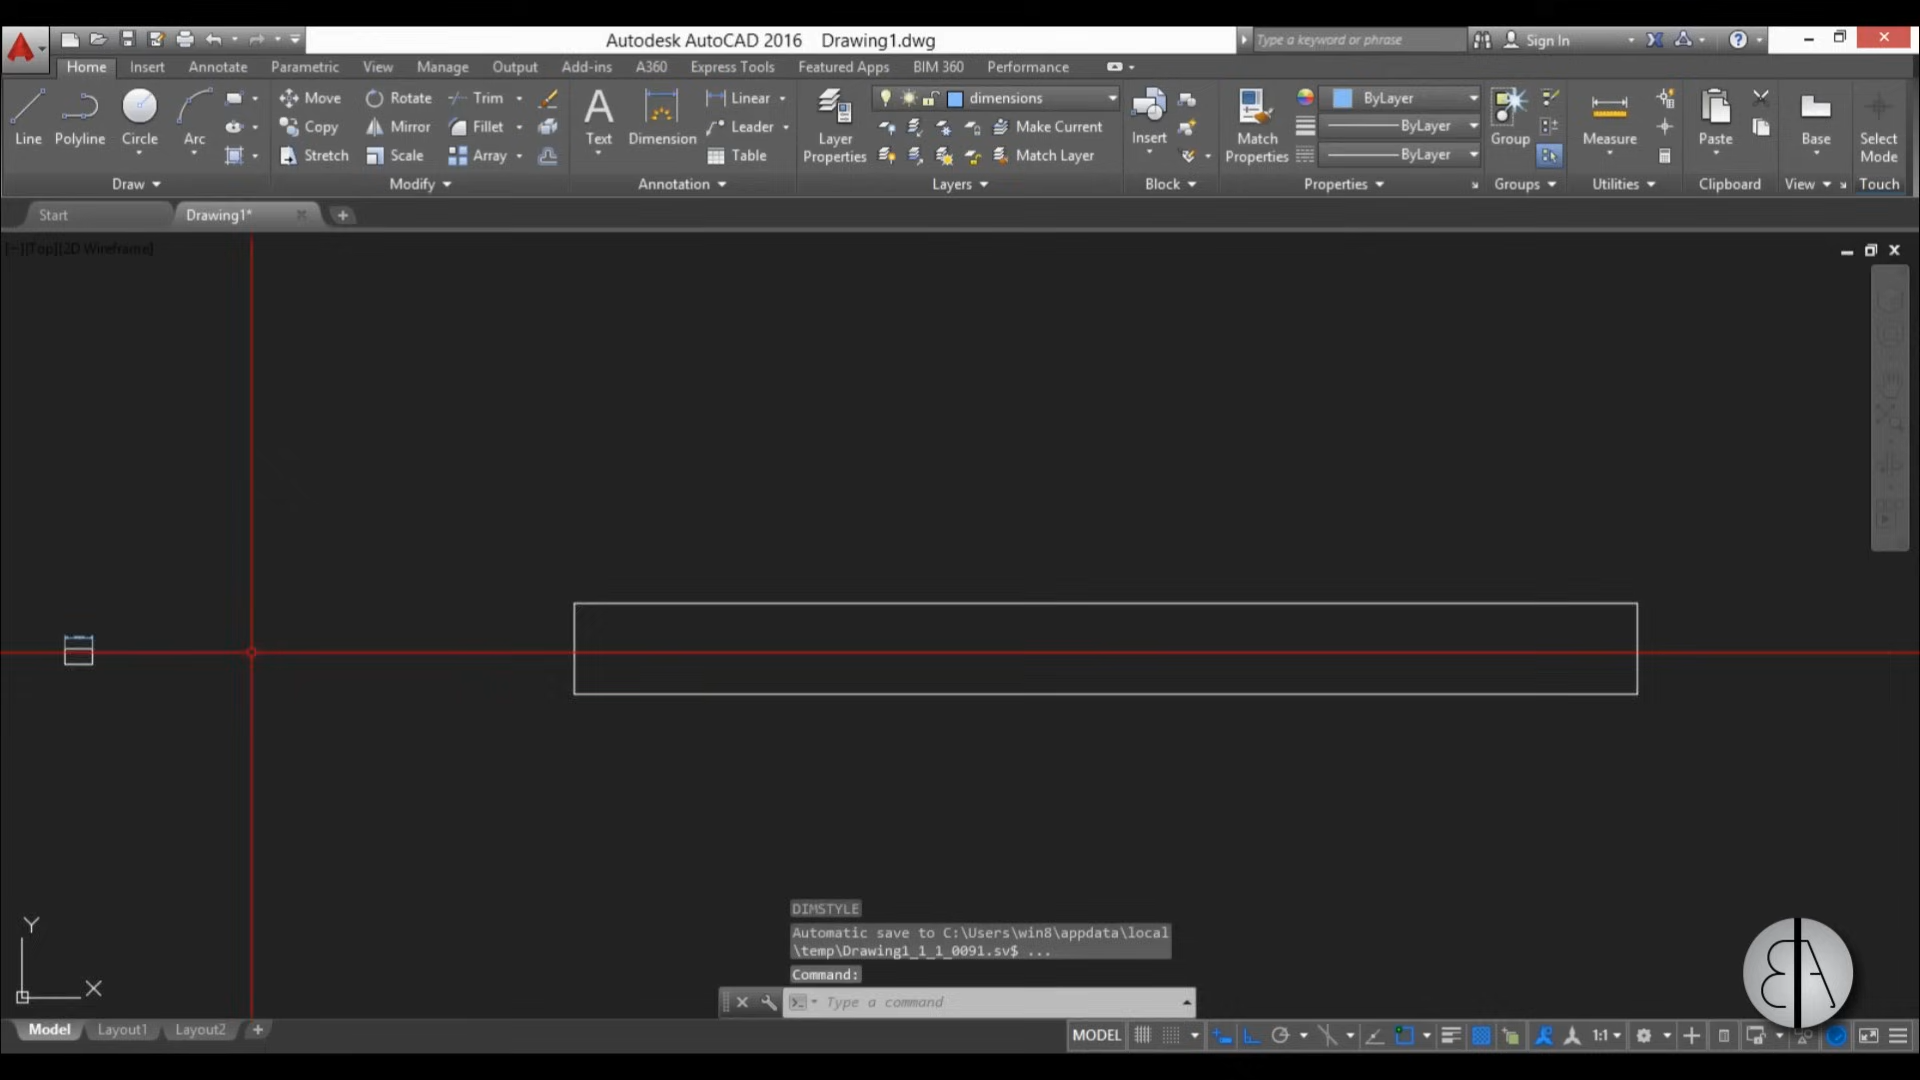 Autodesk AutoCAD 2016 Drawing1.dwg
Type a keyword or phrase
Sign In
Home Insert Annotate Parametric View Manage Output Add-ins A360 Express Tools Featured Apps BIM 360 Performance
Line Polyline Circle Arc
Move Rotate Trim
Copy Mirror Fillet
Stretch Scale Array
Text Dimension
Linear
Leader
Table
Layer Properties
dimensions
Make Current
Match Layer
Insert
Match Properties
ByLayer
ByLayer
ByLayer
Group
Measure
Paste
Base
Select Mode
Draw Modify Annotation Layers Block Properties Groups Utilities Clipboard View Touch
Start Drawing1*
[−][Top][2D Wireframe]
Y
X
DIMSTYLE
Automatic save to C:\Users\win8\appdata\local
\temp\Drawing1_1_1_0091.sv$ ...
Command:
Type a command
Model Layout1 Layout2
MODEL
1:1